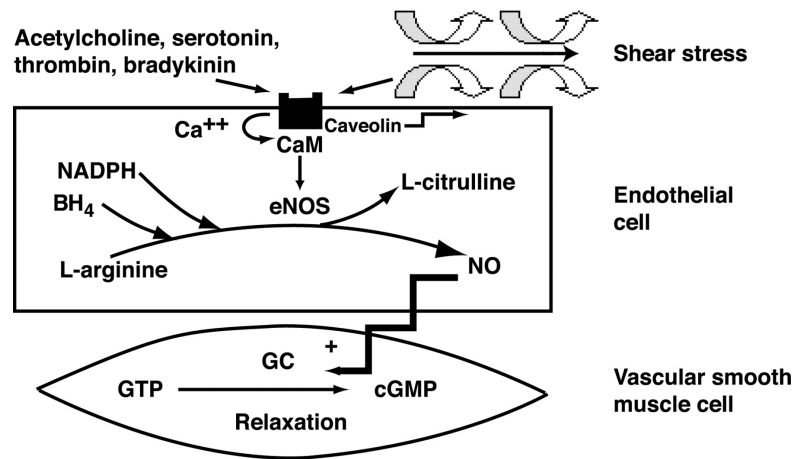 Acetylcholine, serotonin,
thrombin, bradykinin
Shear stress
Ca++
Caveolin
CaM
NADPH
BH4
eNOS
L-citrulline
L-arginine
NO
Endothelial
cell
GC
+
GTP
cGMP
Relaxation
Vascular smooth
muscle cell